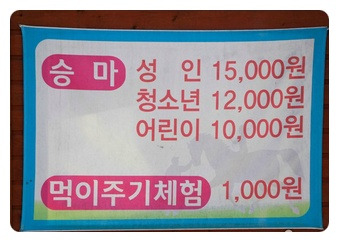 승 마 성 인 15,000원
청소년 12,000원
어린이 10,000원
먹이주기체험 1,000원